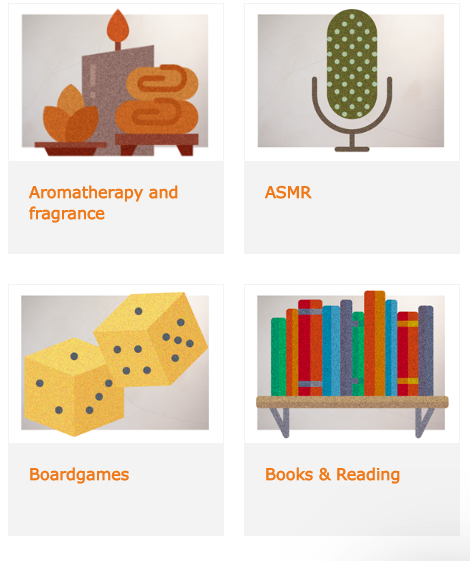 Aromatherapy and
fragrance
ASMR
Boardgames
Books & Reading